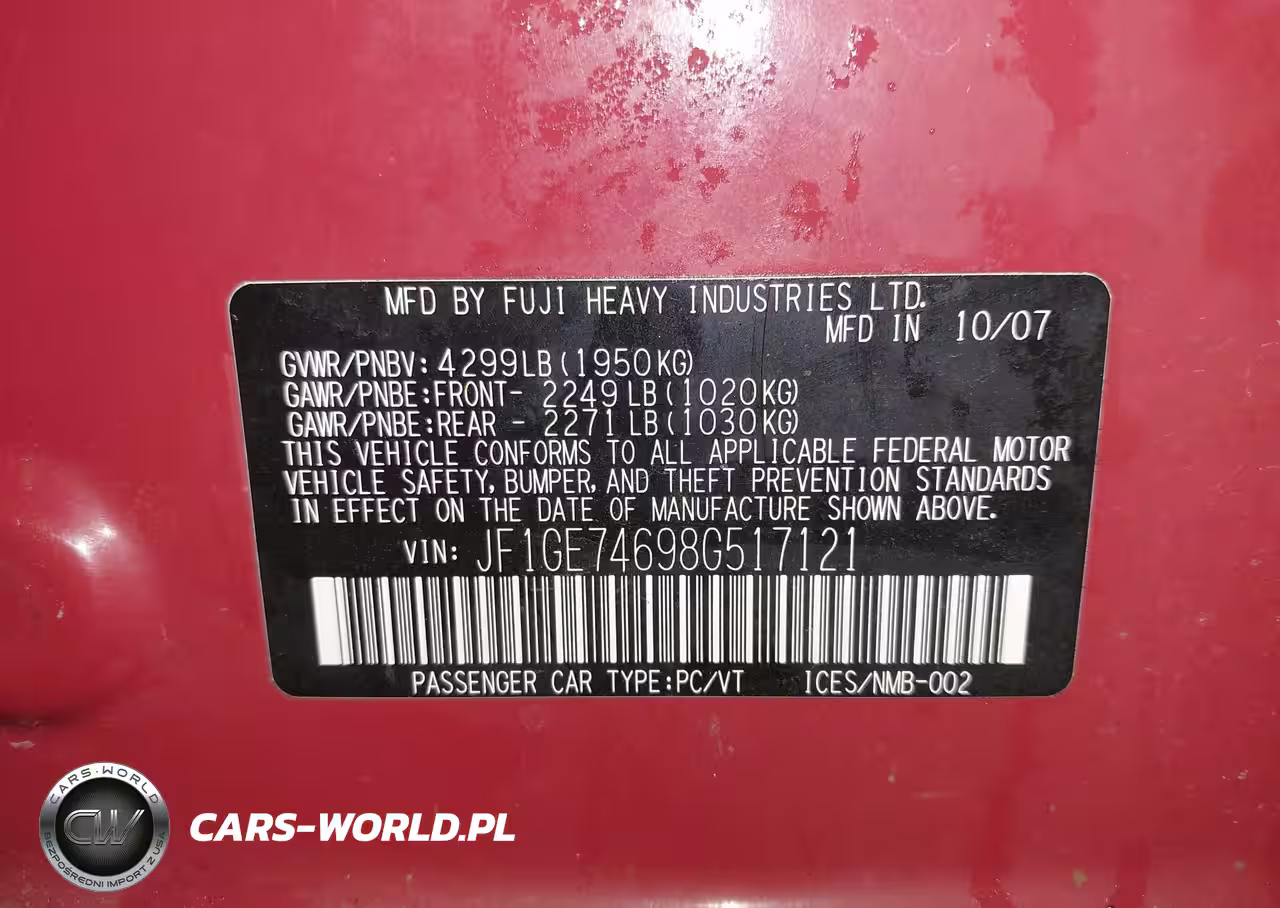 MFD BY FUJI HEAVY INDUSTRIES LTD.
MFD IN 10/07
GVWR/PNBV: 4299LB (1950KG)
GAWR/PNBE:FRONT- 2249LB (1020KG)
GAWR/PNBE:REAR - 2271LB (1030KG)
THIS VEHICLE CONFORMS TO ALL APPLICABLE FEDERAL MOTOR
VEHICLE SAFETY, BUMPER, AND THEFT PREVENTION STANDARDS
IN EFFECT ON THE DATE OF MANUFACTURE SHOWN ABOVE.
VIN: JF1GE74698G517121
PASSENGER CAR TYPE:PC/VT ICES/NMB-002
CARS-WORLD
CW
BEZPOŚREDNI IMPORT Z USA
CARS-WORLD.PL